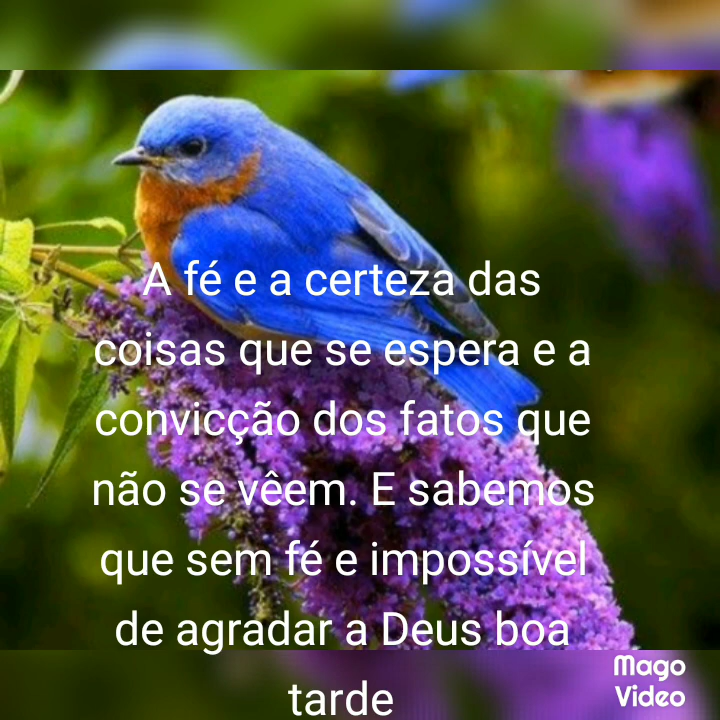 A fé e a certeza das
coisas que se espera e a
convicção dos fatos que
não se vêem. E sabemos
que sem fé e impossível
de agradar a Deus boa
tarde
Mago
Video